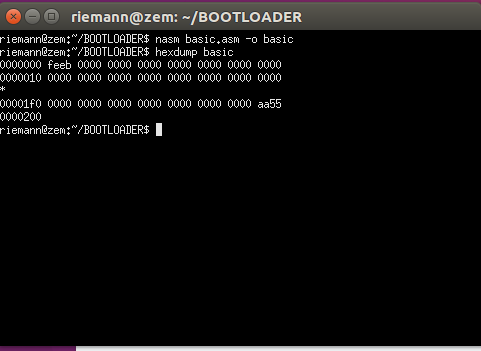 riemann@zem: ~/BOOTLOADER
riemann@zem:~/BOOTLOADER$ nasm basic.asm -o basic
riemann@zem:~/BOOTLOADER$ hexdump basic
0000000 feeb 0000 0000 0000 0000 0000 0000 0000
0000010 0000 0000 0000 0000 0000 0000 0000 0000
*
00001f0 0000 0000 0000 0000 0000 0000 0000 aa55
0000200
riemann@zem:~/BOOTLOADER$